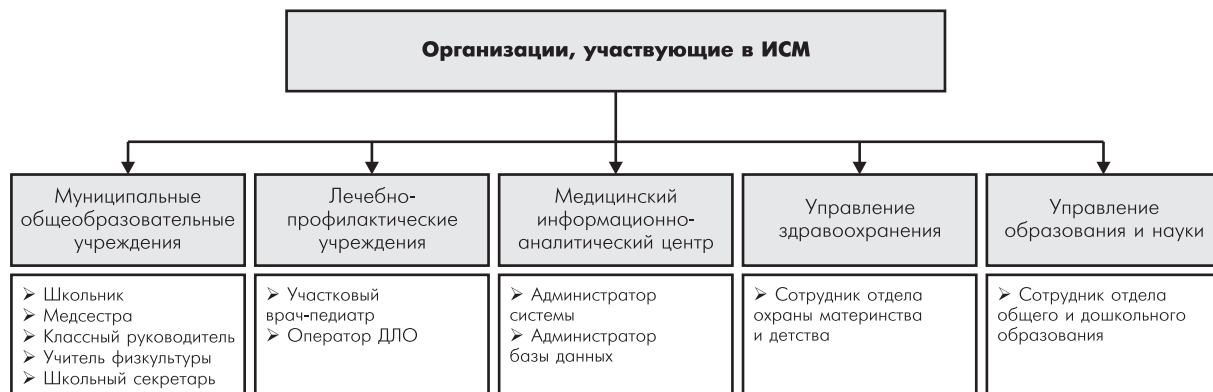 Организации, участвующие в ИСМ
Муниципальные
общеобразовательные
учреждения
Лечебно-
профилактические
учреждения
Медицинский
информационно-
аналитический центр
Управление
здравоохранения
Управление
образования и науки
➢ Школьник
➢ Медсестра
➢ Классный руководитель
➢ Учитель физкультуры
➢ Школьный секретарь
➢ Участковый
врач-педиатр
➢ Оператор ДЛО
➢ Администратор
системы
➢ Администратор
базы данных
➢ Сотрудник отдела
охраны материнства
и детства
➢ Сотрудник отдела
общего и дошкольного
образования